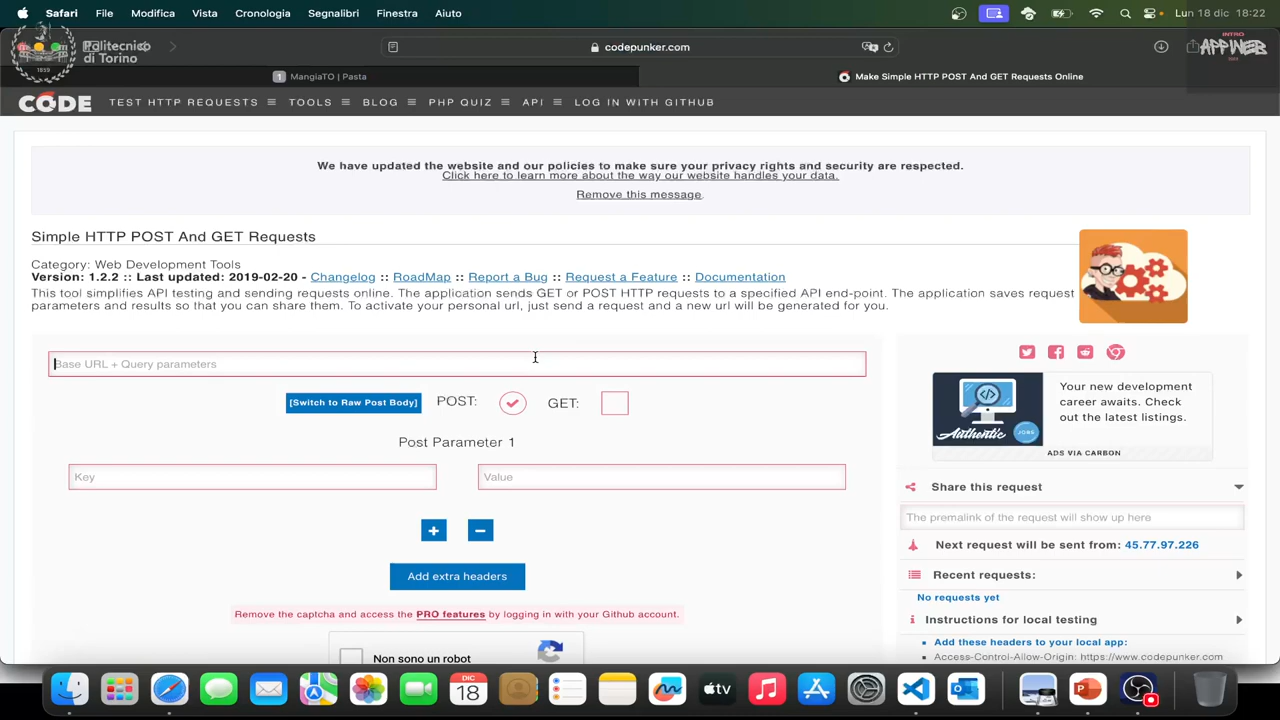 Safari File Modifica Vista Cronologia Segnalibri Finestra Aiuto Lun 18 dic 18:22
Politecnico
di Torino
1859
codepunker.com
INTRO
APPIWEB
1 MangiaTO | Pasta
Make Simple HTTP POST And GET Requests Online
CODE TEST HTTP REQUESTS TOOLS BLOG PHP QUIZ API LOG IN WITH GITHUB
We have updated the website and our policies to make sure your privacy rights and security are respected.
Click here to learn more about the way our website handles your data.
Remove this message.
Simple HTTP POST And GET Requests
Category: Web Development Tools
Version: 1.2.2 :: Last updated: 2019-02-20 - Changelog :: RoadMap :: Report a Bug :: Request a Feature :: Documentation
This tool simplifies API testing and sending requests online. The application sends GET or POST HTTP requests to a specified API end-point. The application saves request
parameters and results so that you can share them. To activate your personal url, just send a request and a new url will be generated for you.
Base URL + Query parameters
[Switch to Raw Post Body] POST: GET:
Post Parameter 1
Key Value
+ −
Add extra headers
Remove the captcha and access the PRO features by logging in with your Github account.
Non sono un robot
Your new development
career awaits. Check
out the latest listings.
Authentic JOBS
ADS VIA CARBON
Share this request
The premalink of the request will show up here
Next request will be sent from: 45.77.97.226
Recent requests:
No requests yet
Instructions for local testing
Add these headers to your local app:
Access-Control-Allow-Origin: https://www.codepunker.com
DIC
18
tv